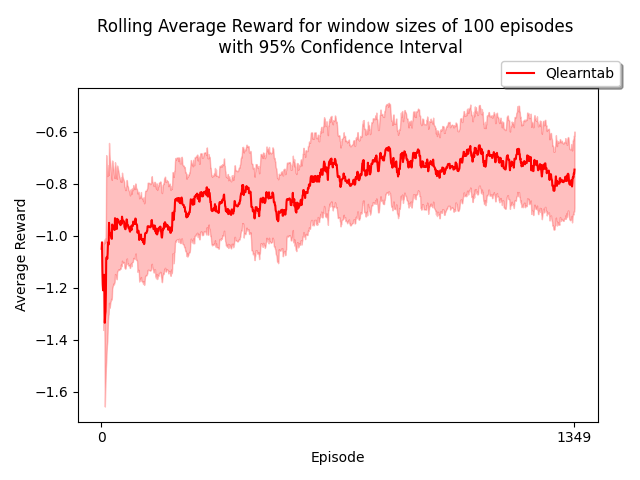 Rolling Average Reward for window sizes of 100 episodes
with 95% Confidence Interval
Qlearntab
−0.6
−0.8
−1.0
−1.2
−1.4
−1.6
Average Reward
0
1349
Episode